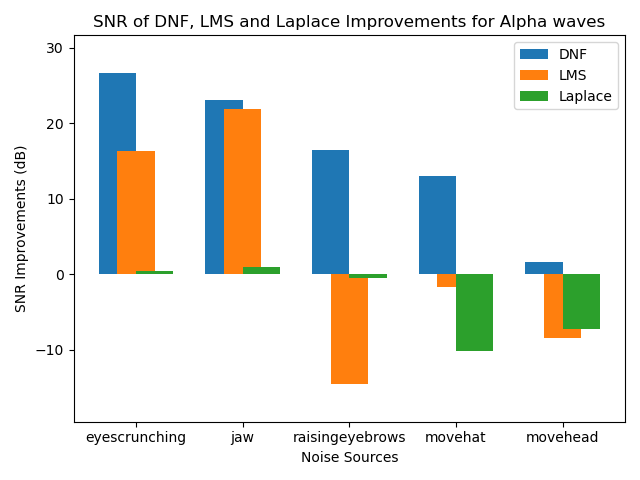 SNR of DNF, LMS and Laplace Improvements for Alpha waves
DNF
LMS
Laplace
30
20
10
0
−10
SNR Improvements (dB)
eyescrunching jaw raisingeyebrows movehat movehead
Noise Sources